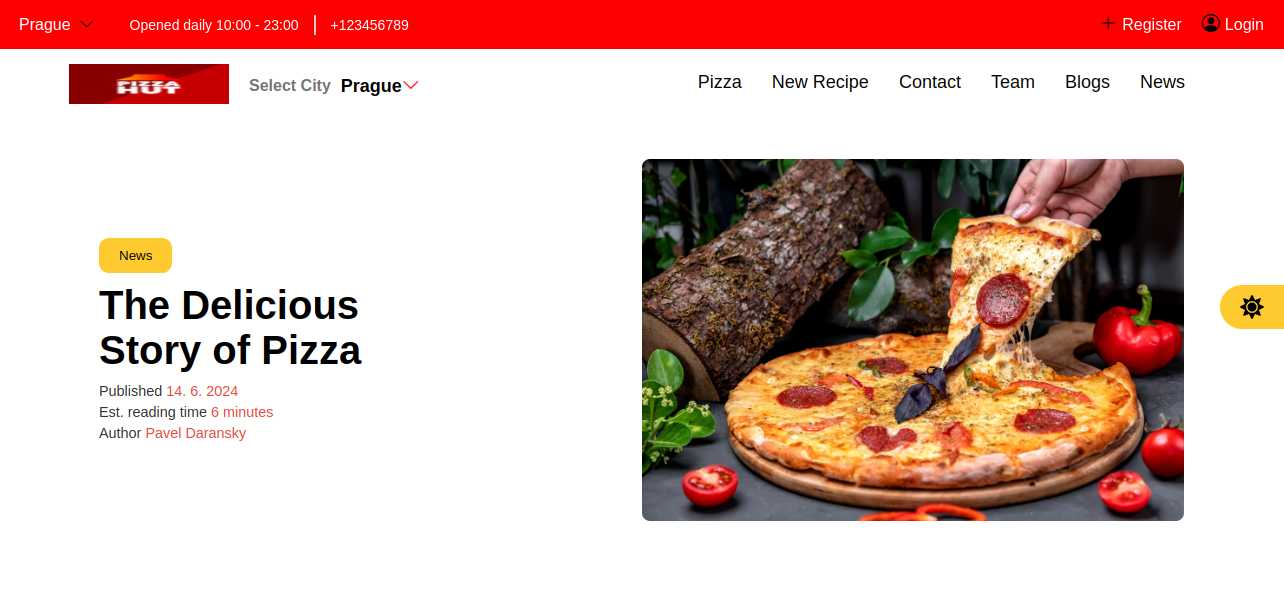 Prague
Opened daily 10:00 - 23:00
+123456789
Register
Login
PIZZA
HUT
Select City Prague
Pizza
New Recipe
Contact
Team
Blogs
News
News
The Delicious
Story of Pizza
Published 14. 6. 2024
Est. reading time 6 minutes
Author Pavel Daransky